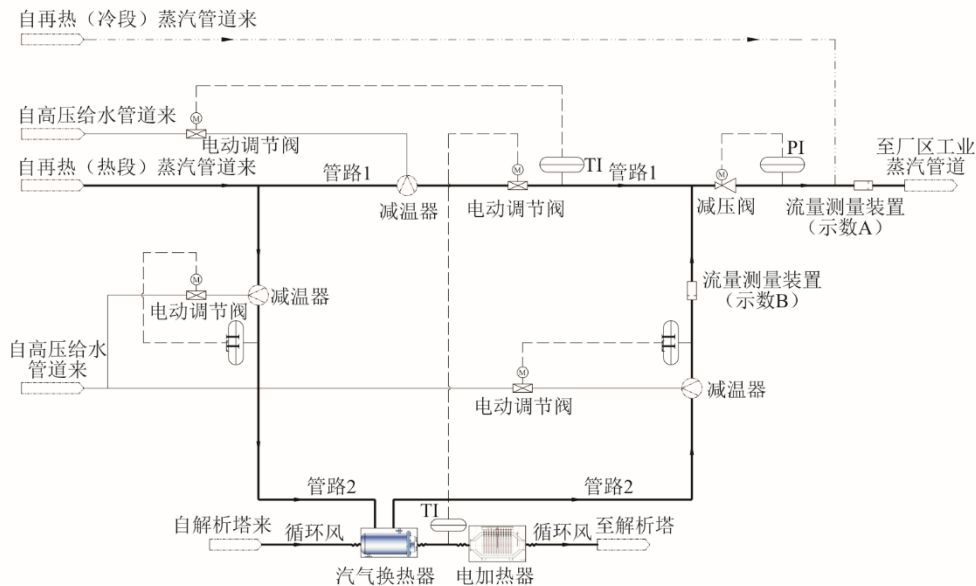 自再热（冷段）蒸汽管道来
自高压给水管道来
M
电动调节阀
自再热（热段）蒸汽管道来
管路1
减温器
M
电动调节阀
TI
管路1
M
减压阀
PI
至厂区工业
蒸汽管道
流量测量装置
（示数A）
M
电动调节阀
减温器
TI
流量测量装置
（示数B）
自高压给水
管道来
M
电动调节阀
TI
减温器
管路2
管路2
自解析塔来
循环风
汽气换热器
TI
电加热器
循环风
至解析塔